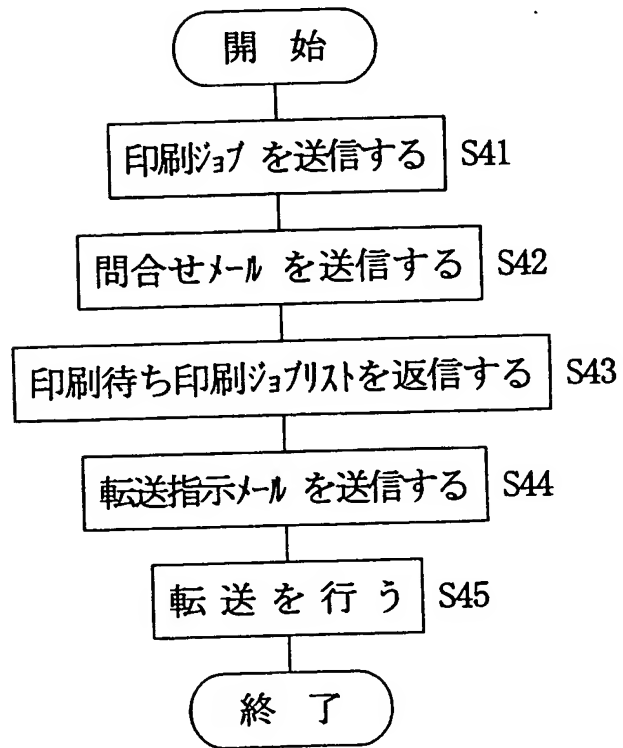 開 始
印刷ｼﾞｮﾌﾞ を送信する S41
問合せﾒｰﾙ を送信する S42
印刷待ち印刷ｼﾞｮﾌﾞﾘｽﾄを返信する S43
転送指示ﾒｰﾙ を送信する S44
転 送 を 行 う S45
終 了